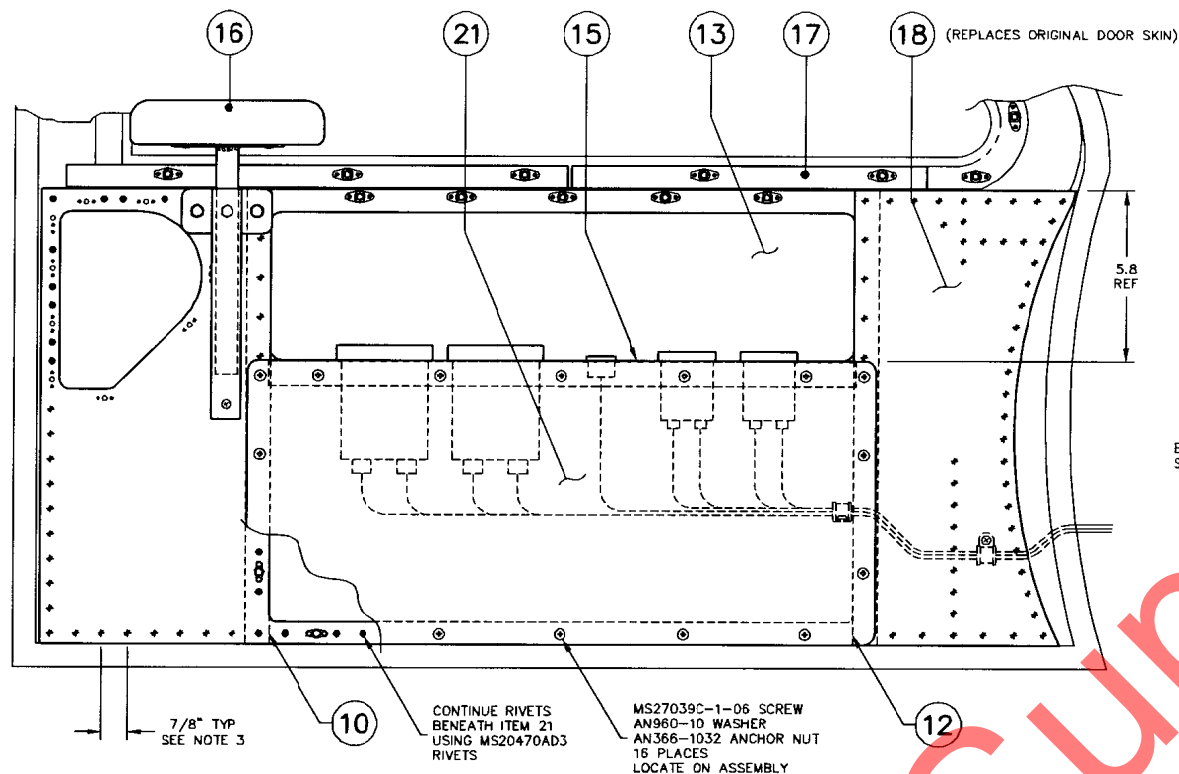 16
21
15
13
17
18
(REPLACES ORIGINAL DOOR SKIN)
5.8
REF
10
12
7/8" TYP
SEE NOTE 3
CONTINUE RIVETS
BENEATH ITEM 21
USING MS20470AD3
RIVETS
MS27039C-1-06 SCREW
AN960-10 WASHER
AN366-1032 ANCHOR NUT
16 PLACES
LOCATE ON ASSEMBLY